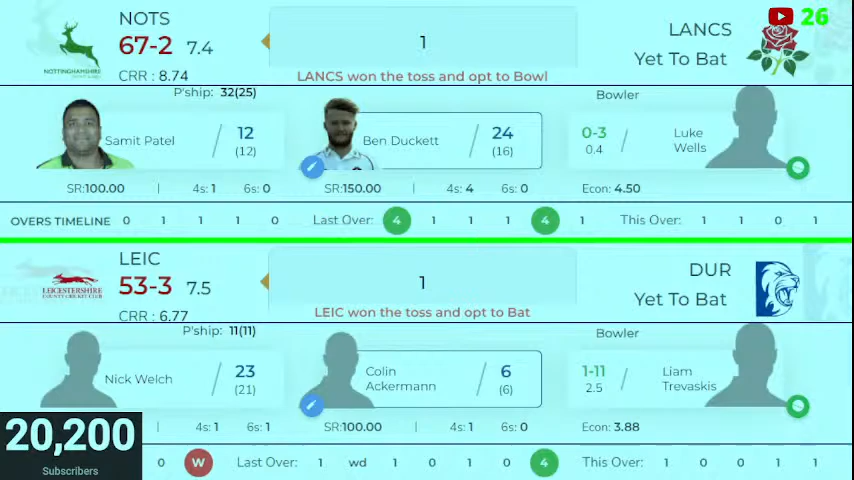 NOTS
67-2 7.4
CRR : 8.74
1
LANCS won the toss and opt to Bowl
LANCS
Yet To Bat
26
NOTTINGHAMSHIRE
P'ship: 32(25)
Samit Patel
12
(12)
Ben Duckett
24
(16)
Bowler
0-3
0.4
Luke
Wells
SR:100.00 | 4s: 1 6s: 0
SR:150.00 | 4s: 4 6s: 0
Econ: 4.50
OVERS TIMELINE 0 1 1 1 0 Last Over: 4 1 1 1 4 1 This Over: 1 1 0 1
LEIC
53-3 7.5
CRR : 6.77
1
LEIC won the toss and opt to Bat
DUR
Yet To Bat
LEICESTERSHIRE
COUNTY CRICKET CLUB
P'ship: 11(11)
Nick Welch
23
(21)
Colin
Ackermann
6
(6)
Bowler
1-11
2.5
Liam
Trevaskis
4s: 1 6s: 1
SR:100.00 | 4s: 1 6s: 0
Econ: 3.88
0 W Last Over: 1 wd 1 0 1 0 4 This Over: 1 0 0 1 1
20,200
Subscribers